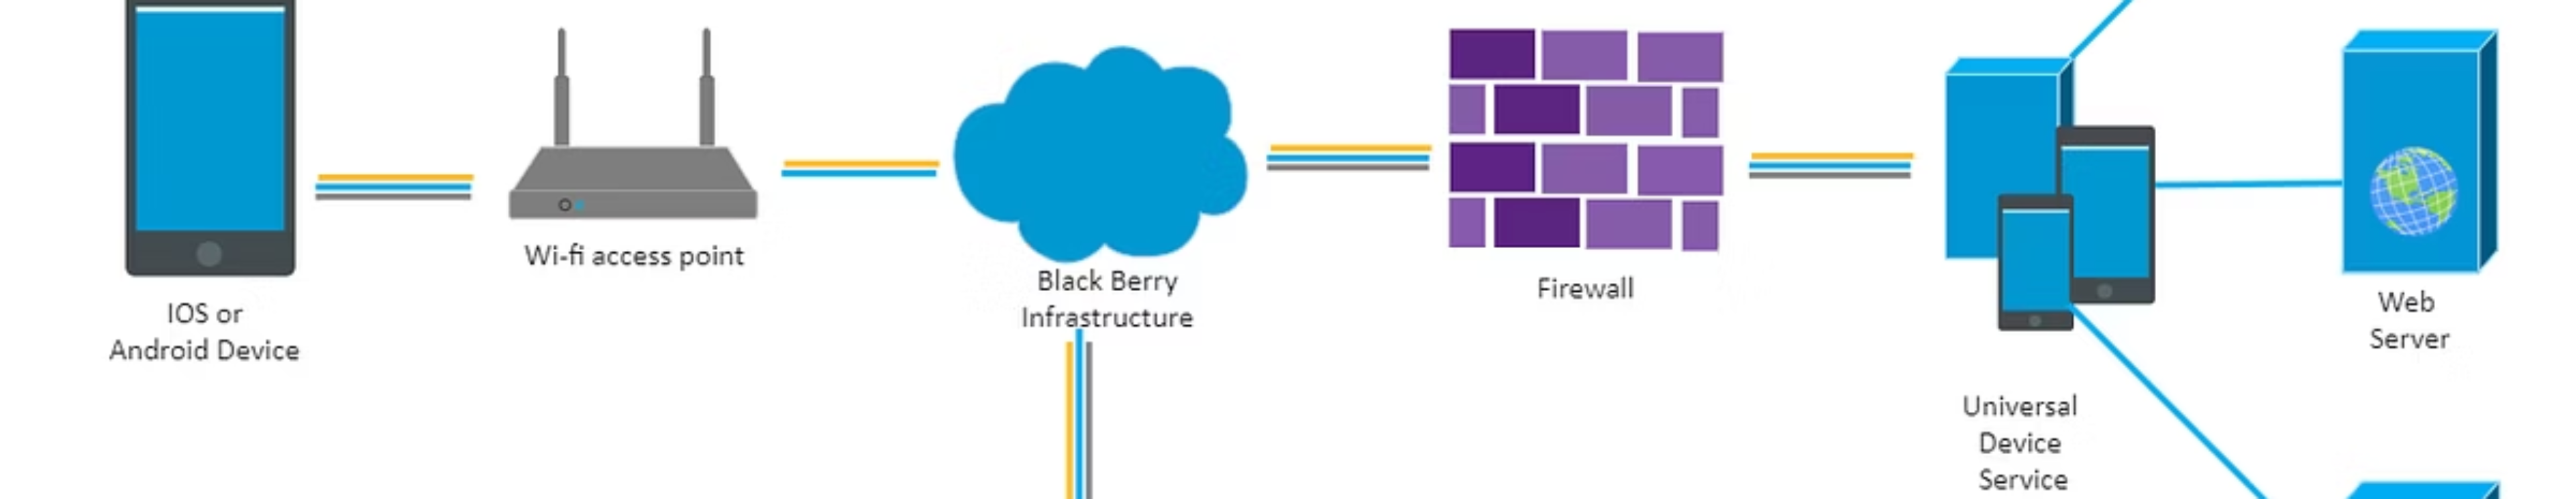 IOS or
Android Device
Wi-fi access point
Black Berry
Infrastructure
Firewall
Universal
Device
Service
Web
Server